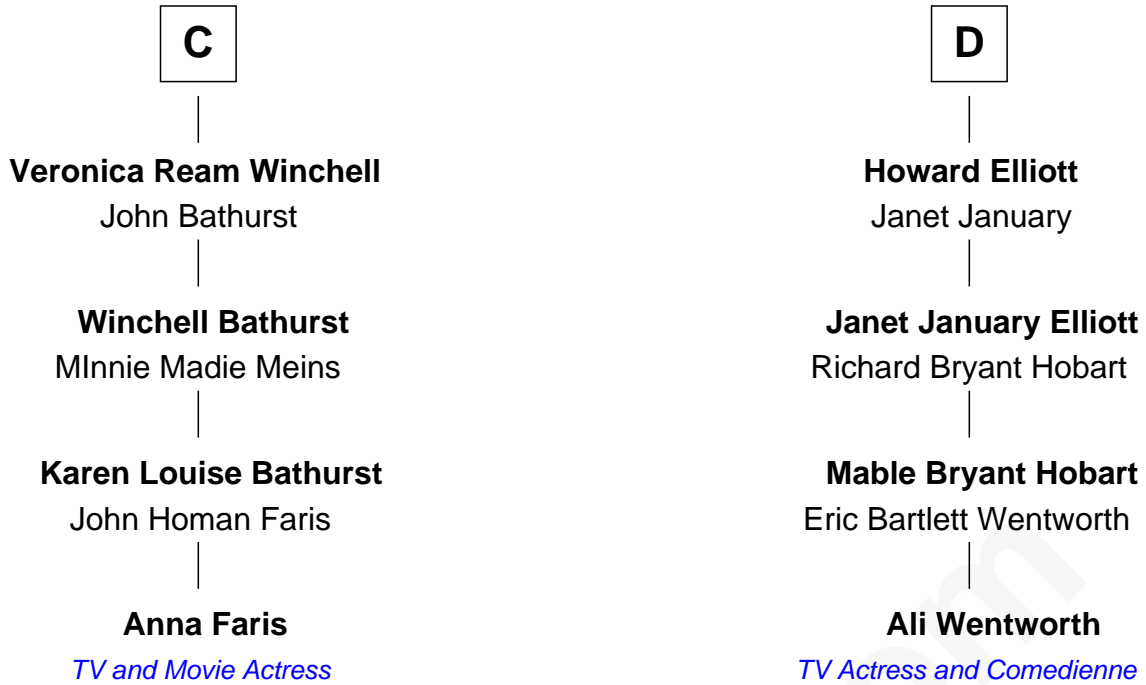 C
Veronica Ream Winchell
John Bathurst
Winchell Bathurst
MInnie Madie Meins
Karen Louise Bathurst
John Homan Faris
Anna Faris
TV and Movie Actress
D
Howard Elliott
Janet January
Janet January Elliott
Richard Bryant Hobart
Mable Bryant Hobart
Eric Bartlett Wentworth
Ali Wentworth
TV Actress and Comedienne